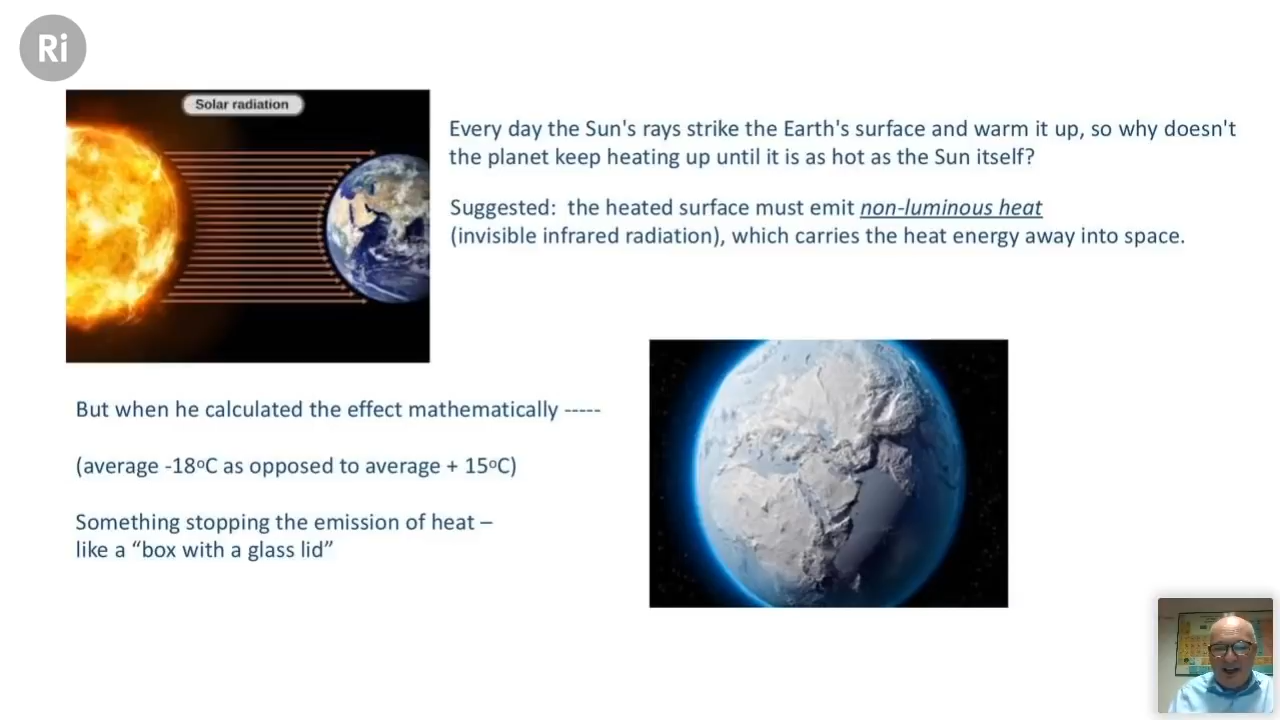 Ri
Solar radiation
Every day the Sun's rays strike the Earth's surface and warm it up, so why doesn't
the planet keep heating up until it is as hot as the Sun itself?
Suggested:  the heated surface must emit non-luminous heat
(invisible infrared radiation), which carries the heat energy away into space.
But when he calculated the effect mathematically -----
(average -18ºC as opposed to average + 15ºC)
Something stopping the emission of heat –
like a “box with a glass lid”